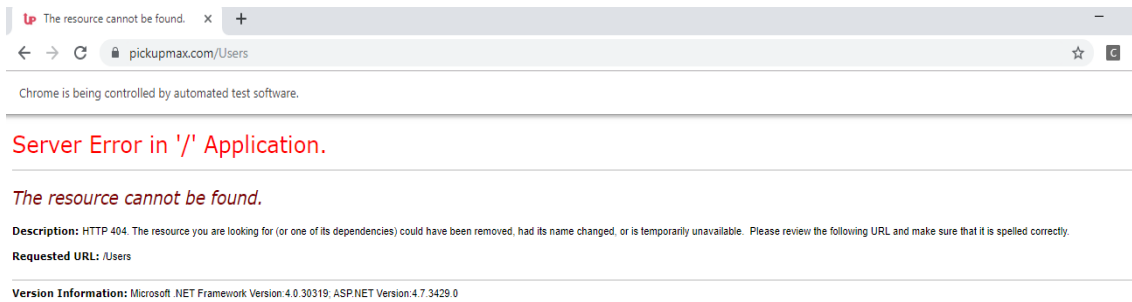 The resource cannot be found.
pickupmax.com/Users
C
Chrome is being controlled by automated test software.
Server Error in '/' Application.
The resource cannot be found.
Description: HTTP 404. The resource you are looking for (or one of its dependencies) could have been removed, had its name changed, or is temporarily unavailable. Please review the following URL and make sure that it is spelled correctly.
Requested URL: /Users
Version Information: Microsoft .NET Framework Version:4.0.30319; ASP.NET Version:4.7.3429.0